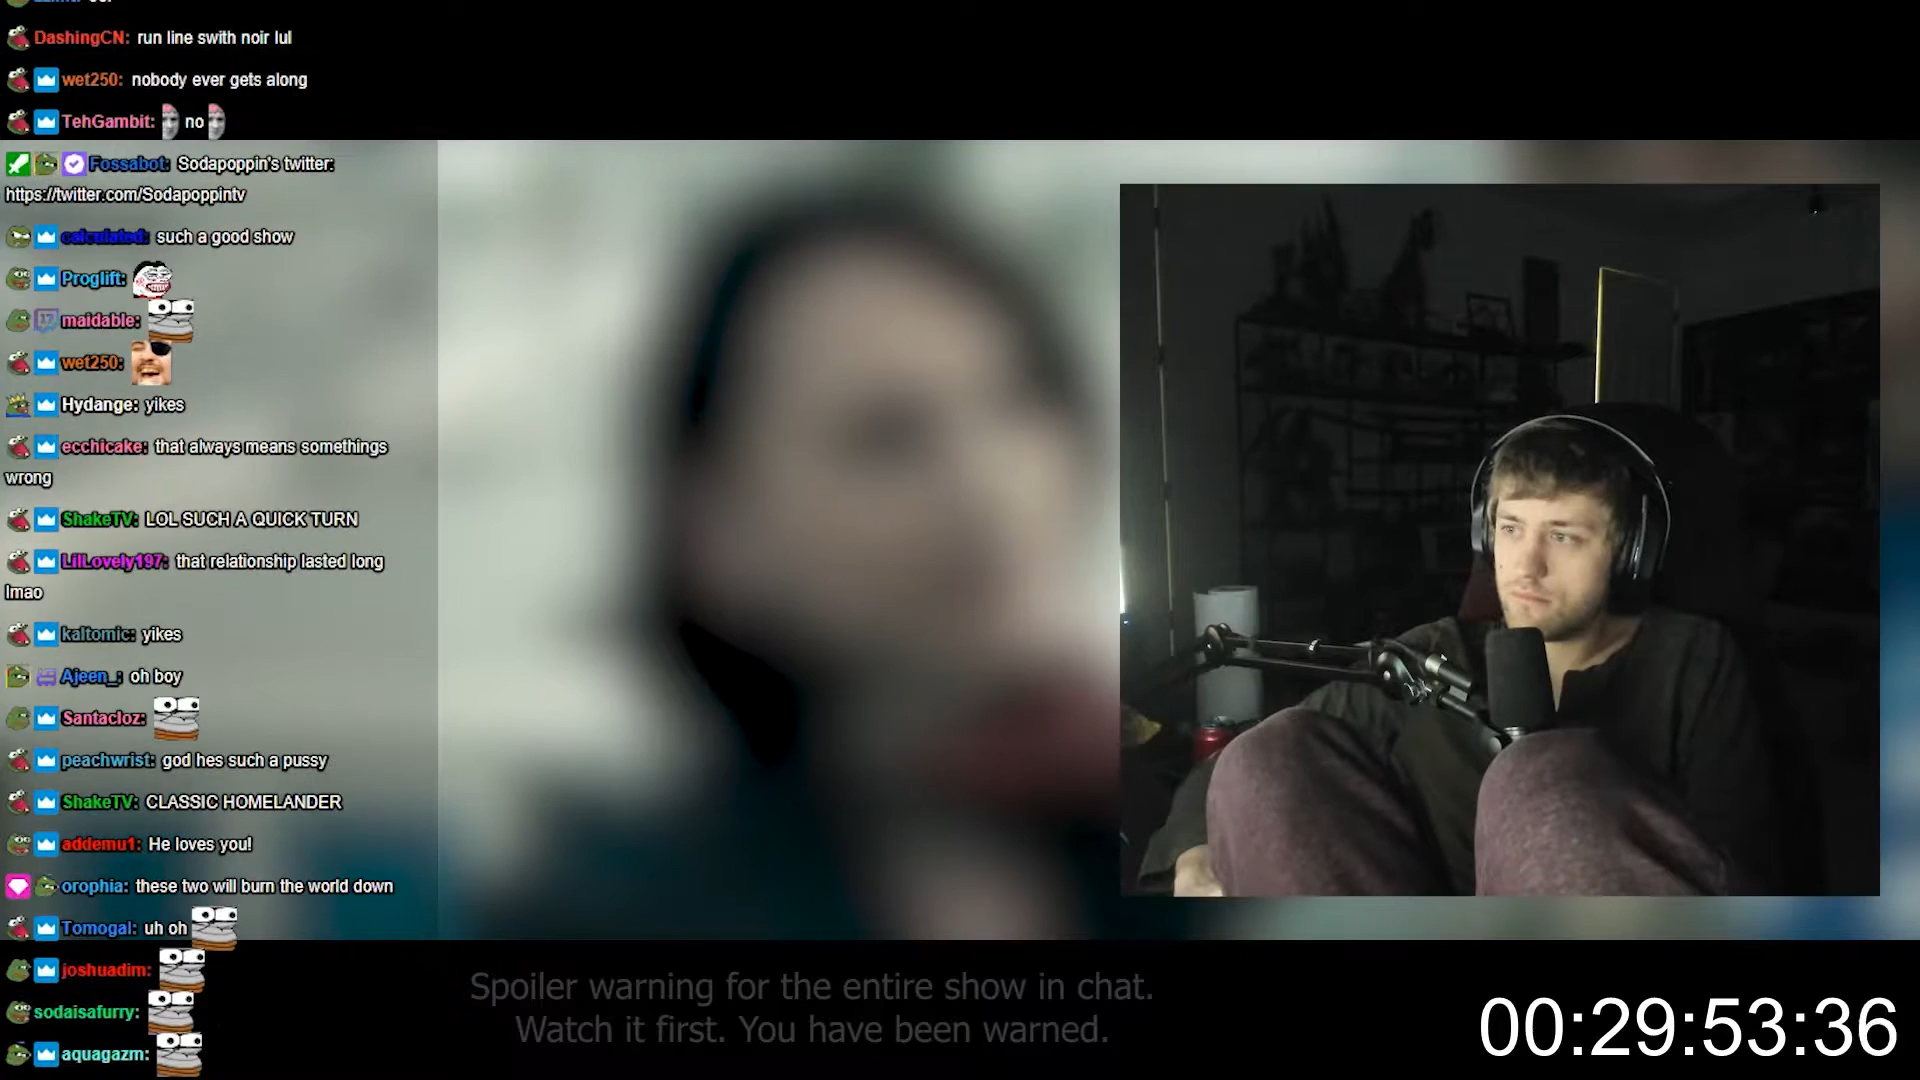 DashingCN: run line swith noir lul
wet250: nobody ever gets along
TehGambit: no
Fossabot: Sodapoppin's twitter:
https://twitter.com/Sodapoppintv
calculated: such a good show
Proglift:
maidable:
wet250:
Hydange: yikes
ecchicake: that always means somethings
wrong
ShakeTV: LOL SUCH A QUICK TURN
LilLovely197: that relationship lasted long
lmao
kaltomic: yikes
Ajeen_: oh boy
Santacloz:
peachwrist: god hes such a pussy
ShakeTV: CLASSIC HOMELANDER
addemu1: He loves you!
orophia: these two will burn the world down
Tomogal: uh oh
joshuadim:
sodaisafurry:
aquagazm:
Spoiler warning for the entire show in chat.
Watch it first. You have been warned.
00:29:53:36